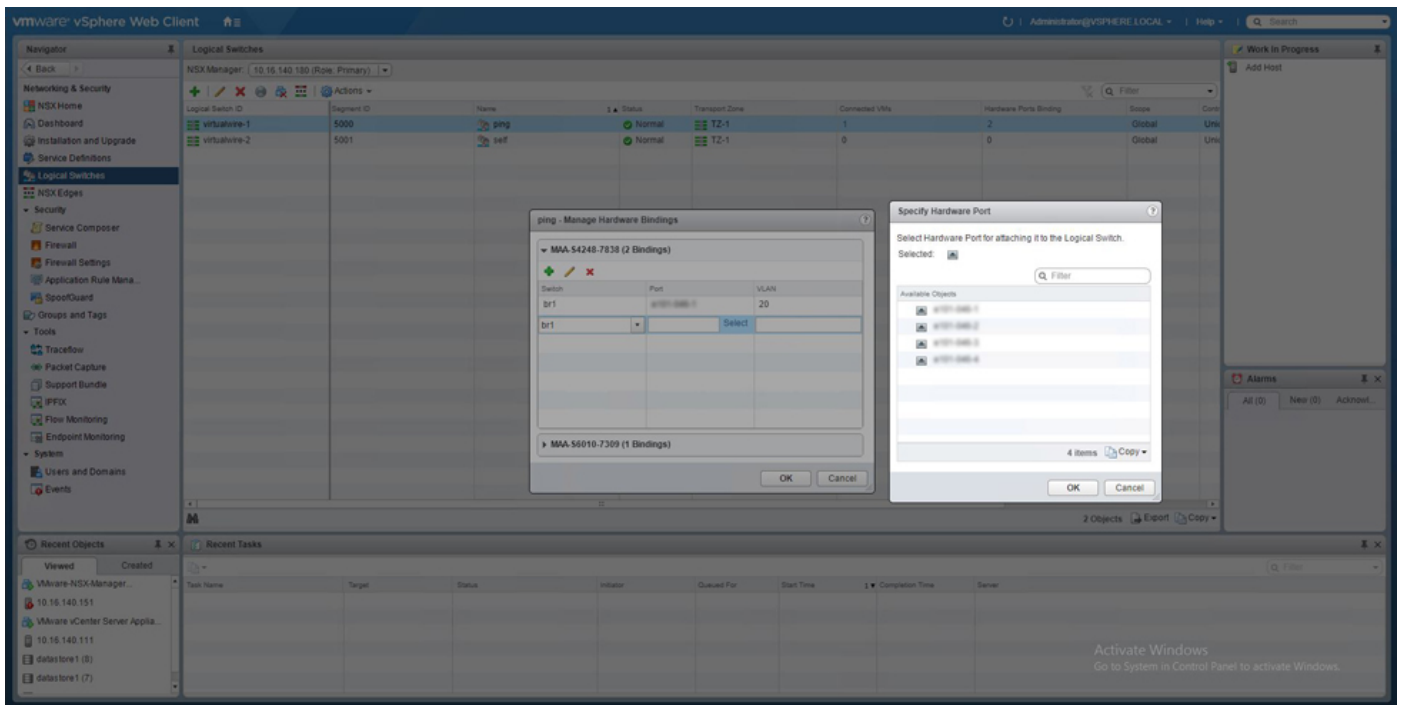 vmware® vSphere Web Client
Administrator@VSPHERE.LOCAL
Help
Search
Navigator
Back
Networking & Security
NSX Home
Dashboard
Installation and Upgrade
Service Definitions
Logical Switches
NSX Edges
Security
Service Composer
Firewall
Firewall Settings
Application Rule Mana...
SpoofGuard
Groups and Tags
Tools
Traceflow
Packet Capture
Support Bundle
IPFIX
Flow Monitoring
Endpoint Monitoring
System
Users and Domains
Events
Logical Switches
NSX Manager: 10.16.140.180 (Role: Primary)
Actions
Filter
Logical Switch ID Segment ID Name 1 Status Transport Zone Connected VMs Hardware Ports Binding Scope Cont
virtualwire-1 5000 ping Normal TZ-1 1 2 Global Uni
virtualwire-2 5001 self Normal TZ-1 0 0 Global Uni
ping - Manage Hardware Bindings ?
MAA-S4248-7838 (2 Bindings)
Switch Port VLAN
br1 20
br1 Select
MAA-S6010-7309 (1 Bindings)
OK Cancel
Specify Hardware Port ?
Select Hardware Port for attaching it to the Logical Switch.
Selected:
Filter
Available Objects
4 items Copy
OK Cancel
2 Objects Export Copy
Work In Progress
Add Host
Alarms
All (0) New (0) Acknowl...
Recent Objects
Viewed Created
VMware-NSX-Manager...
10.16.140.151
VMware vCenter Server Applia...
10.16.140.111
datastore1 (8)
datastore1 (7)
Recent Tasks
Filter
Task Name Target Status Initiator Queued For Start Time 1 Completion Time Server
Activate Windows
Go to System in Control Panel to activate Windows.